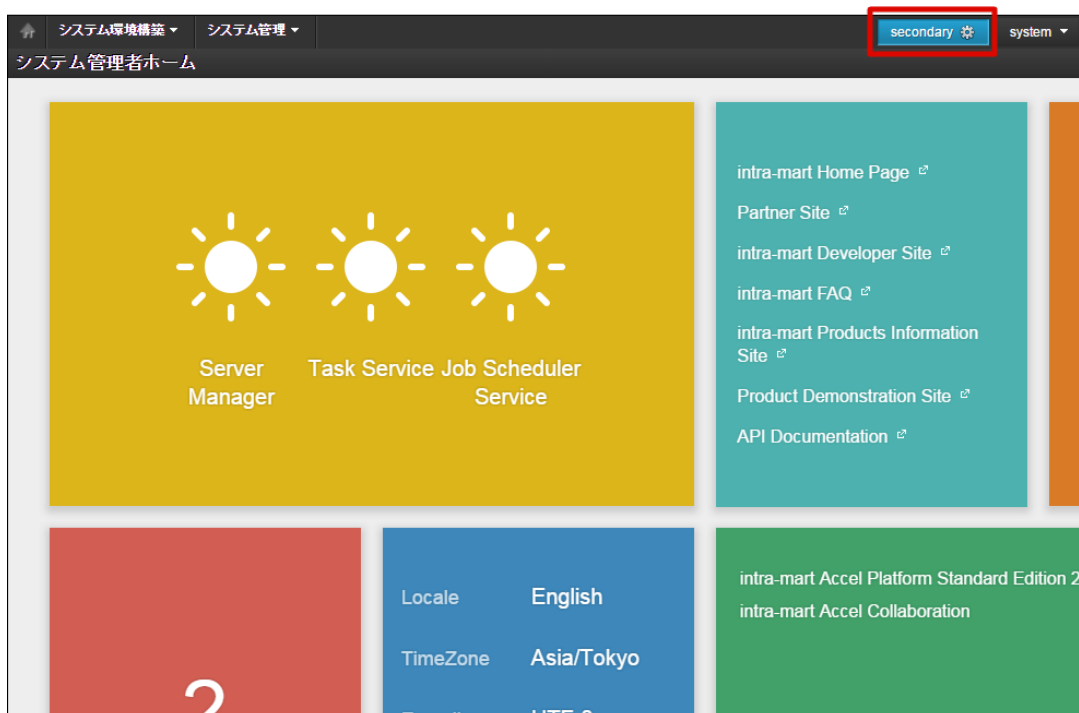 システム環境構築 システム管理 secondary system
システム管理者ホーム
Server Manager
Task Service
Job Scheduler Service
intra-mart Home Page
Partner Site
intra-mart Developer Site
intra-mart FAQ
intra-mart Products Information
Site
Product Demonstration Site
API Documentation
2
Locale English
TimeZone Asia/Tokyo
intra-mart Accel Platform Standard Edition 2
intra-mart Accel Collaboration